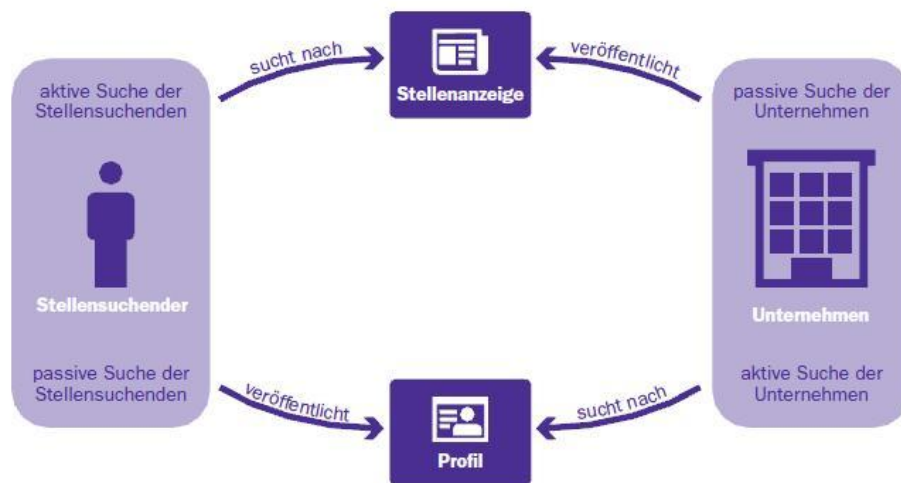 sucht nach
veröffentlicht
Stellenanzeige
aktive Suche der
Stellensuchenden
passive Suche der
Unternehmen
Stellensuchender
Unternehmen
passive Suche der
Stellensuchenden
aktive Suche der
Unternehmen
veröffentlicht
sucht nach
Profil